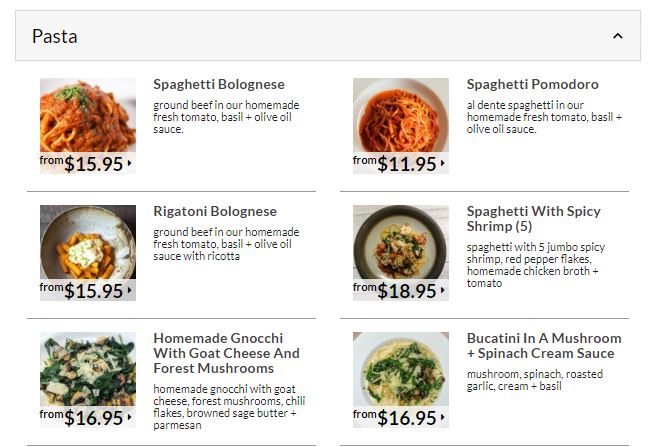 Pasta
Spaghetti Bolognese
ground beef in our homemade
fresh tomato, basil + olive oil
sauce.
from$15.95
Spaghetti Pomodoro
al dente spaghetti in our
homemade fresh tomato, basil +
olive oil sauce.
from$11.95
Rigatoni Bolognese
ground beef in our homemade
fresh tomato, basil + olive oil
sauce with ricotta
from$15.95
Spaghetti With Spicy
Shrimp (5)
spaghetti with 5 jumbo spicy
shrimp, red pepper flakes,
homemade chicken broth +
tomato
from$18.95
Homemade Gnocchi
With Goat Cheese And
Forest Mushrooms
homemade gnocchi with goat
cheese, forest mushrooms, chili
flakes, browned sage butter +
parmesan
from$16.95
Bucatini In A Mushroom
+ Spinach Cream Sauce
mushroom, spinach, roasted
garlic, cream + basil
from$16.95